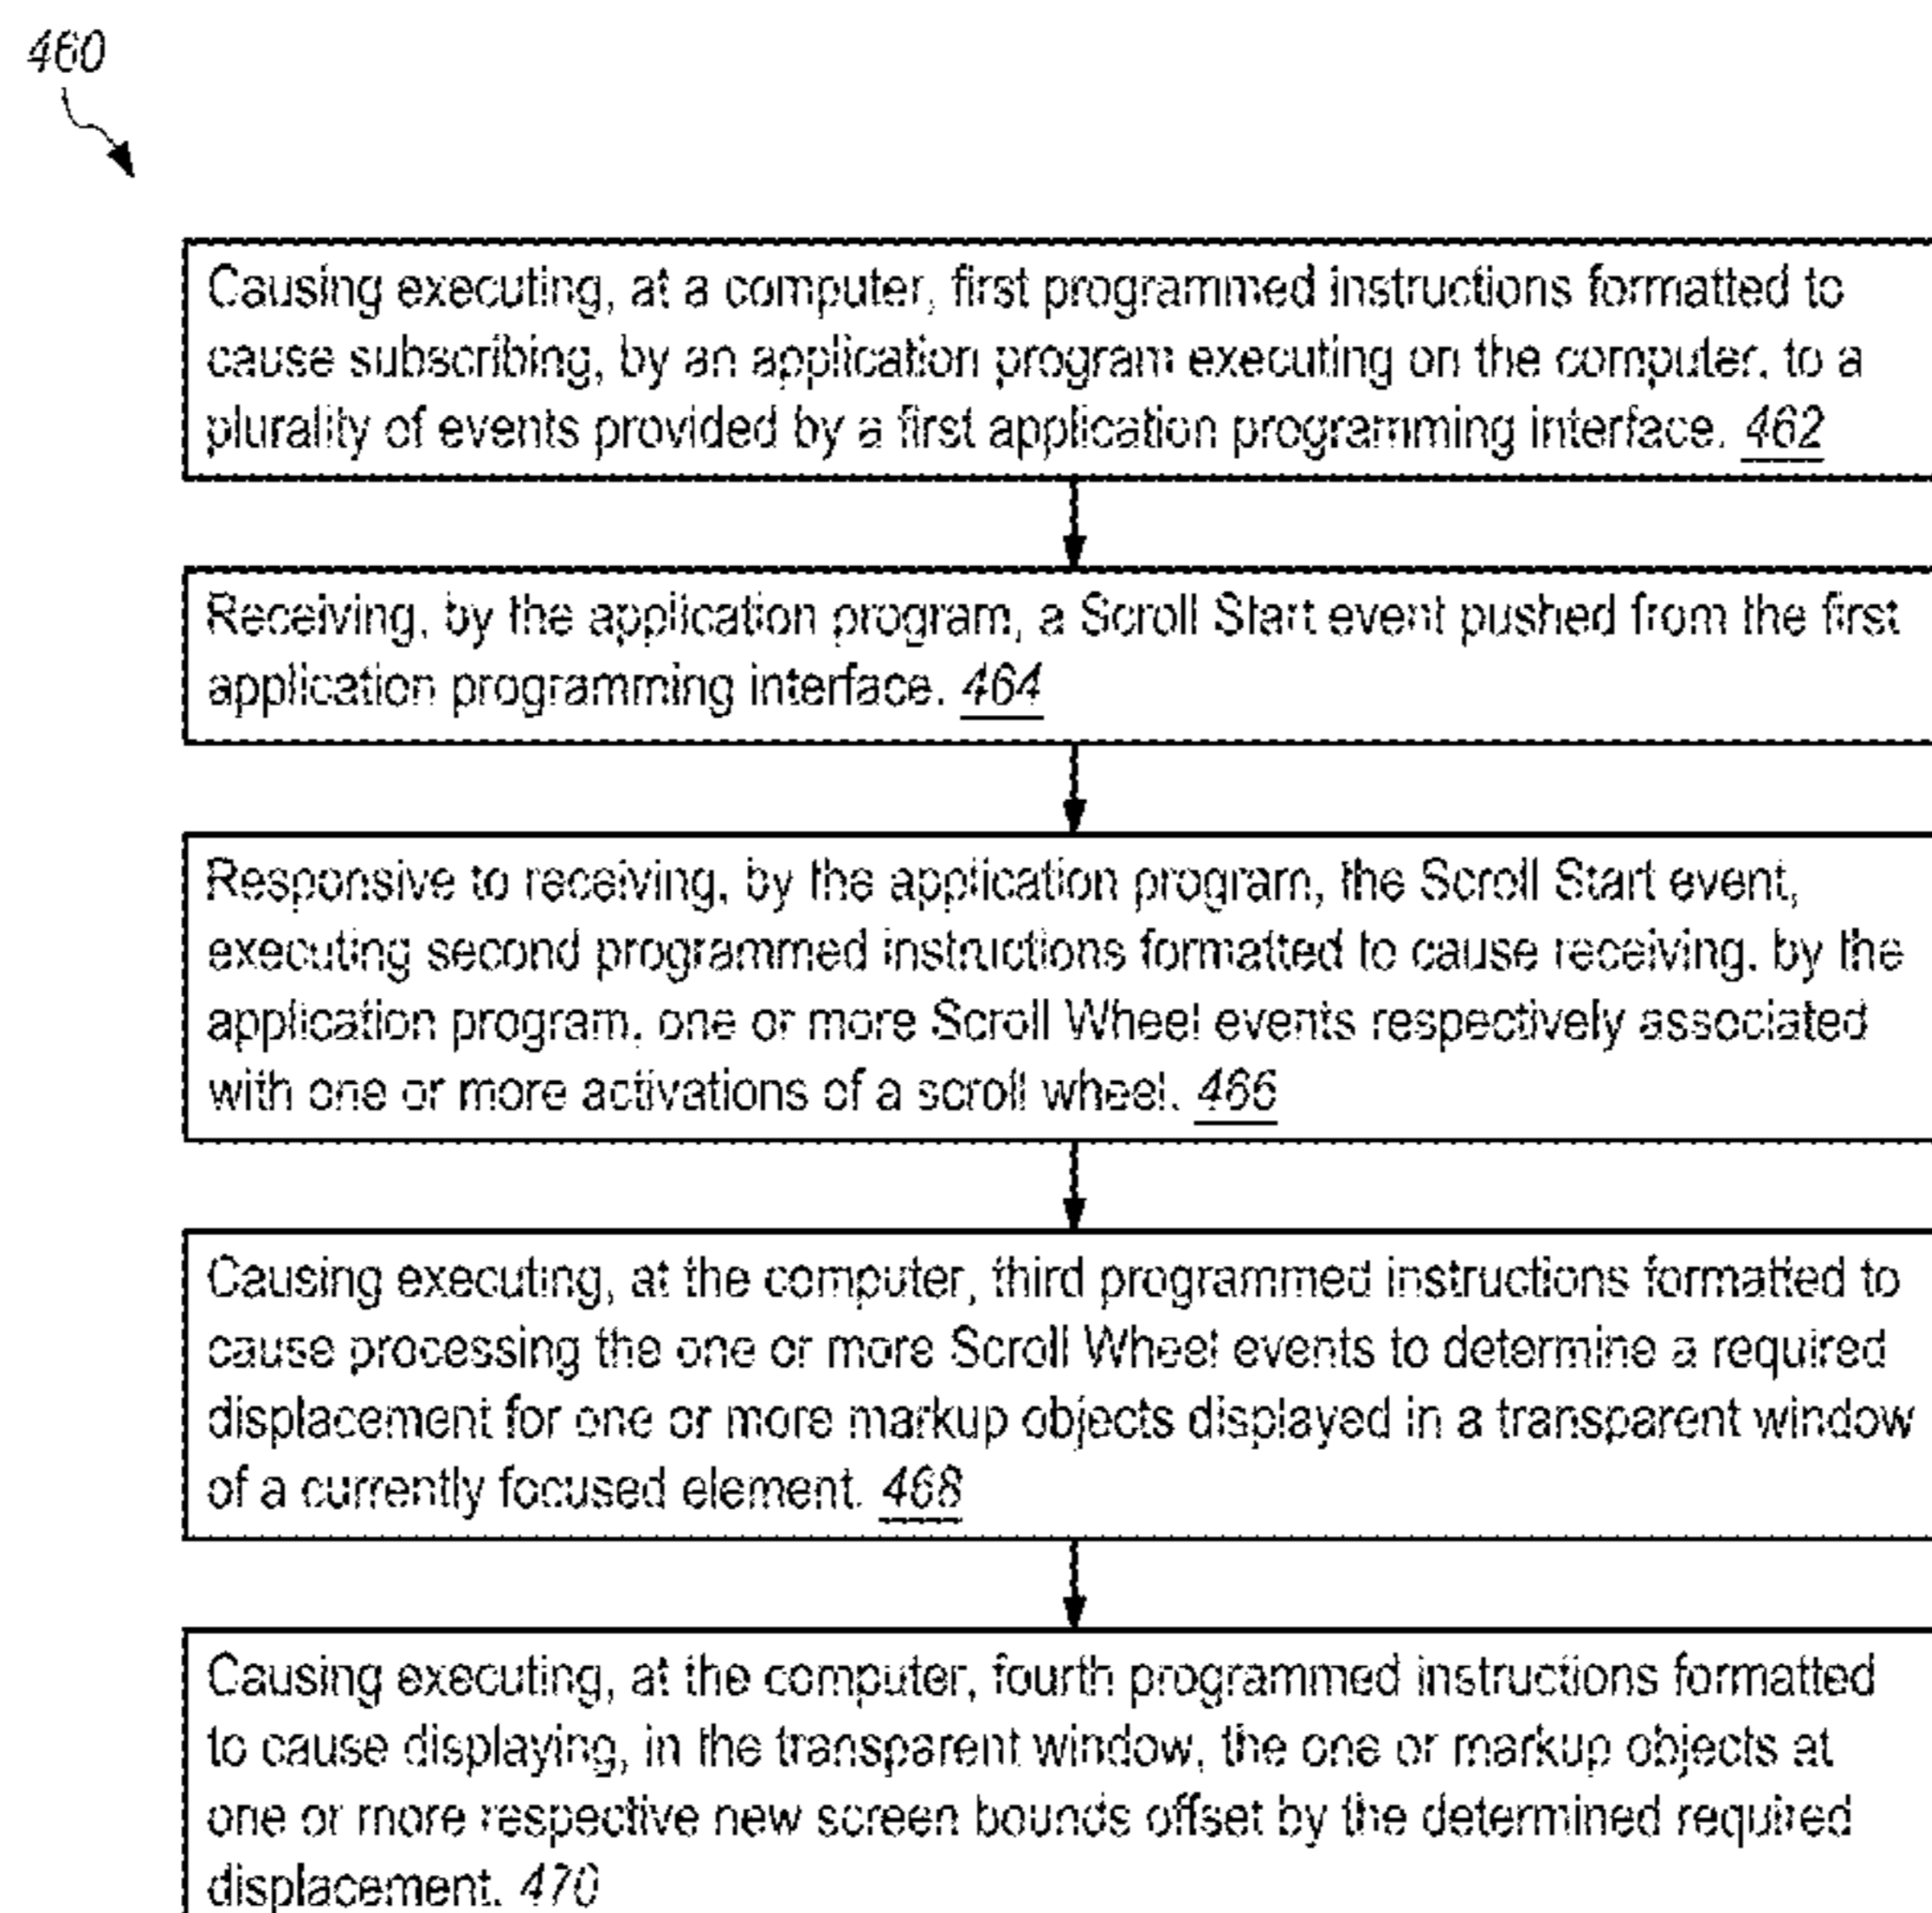 460
Causing executing, at a computer, first programmed instructions formatted to
cause subscribing, by an application program executing on the computer, to a
plurality of events provided by a first application programming interface. 462
Receiving, by the application program, a Scroll Start event pushed from the first
application programming interface. 464
Responsive to receiving, by the application program, the Scroll Start event,
executing second programmed instructions formatted to cause receiving, by the
application program, one or more Scroll Wheel events respectively associated
with one or more activations of a scroll wheel. 466
Causing executing, at the computer, third programmed instructions formatted to
cause processing the one or more Scroll Wheel events to determine a required
displacement for one or more markup objects displayed in a transparent window
of a currently focused element. 468
Causing executing, at the computer, fourth programmed instructions formatted
to cause displaying, in the transparent window, the one or markup objects at
one or more respective new screen bounds offset by the determined required
displacement. 470